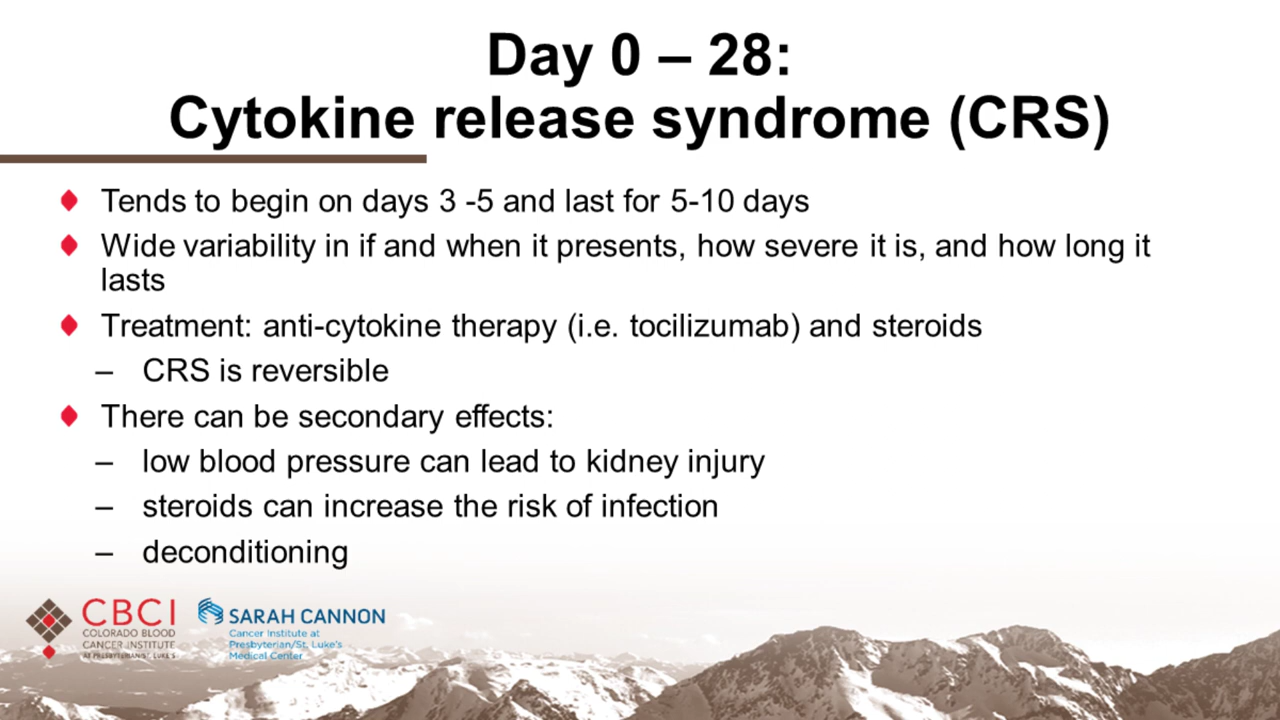 Day 0 – 28:
Cytokine release syndrome (CRS)
Tends to begin on days 3 -5 and last for 5-10 days
Wide variability in if and when it presents, how severe it is, and how long it
lasts
Treatment: anti-cytokine therapy (i.e. tocilizumab) and steroids
– CRS is reversible
There can be secondary effects:
– low blood pressure can lead to kidney injury
– steroids can increase the risk of infection
– deconditioning
CBCI
COLORADO BLOOD
CANCER INSTITUTE
AT PRESBYTERIAN/ST. LUKE'S
SARAH CANNON
Cancer Institute at
Presbyterian/St. Luke's
Medical Center